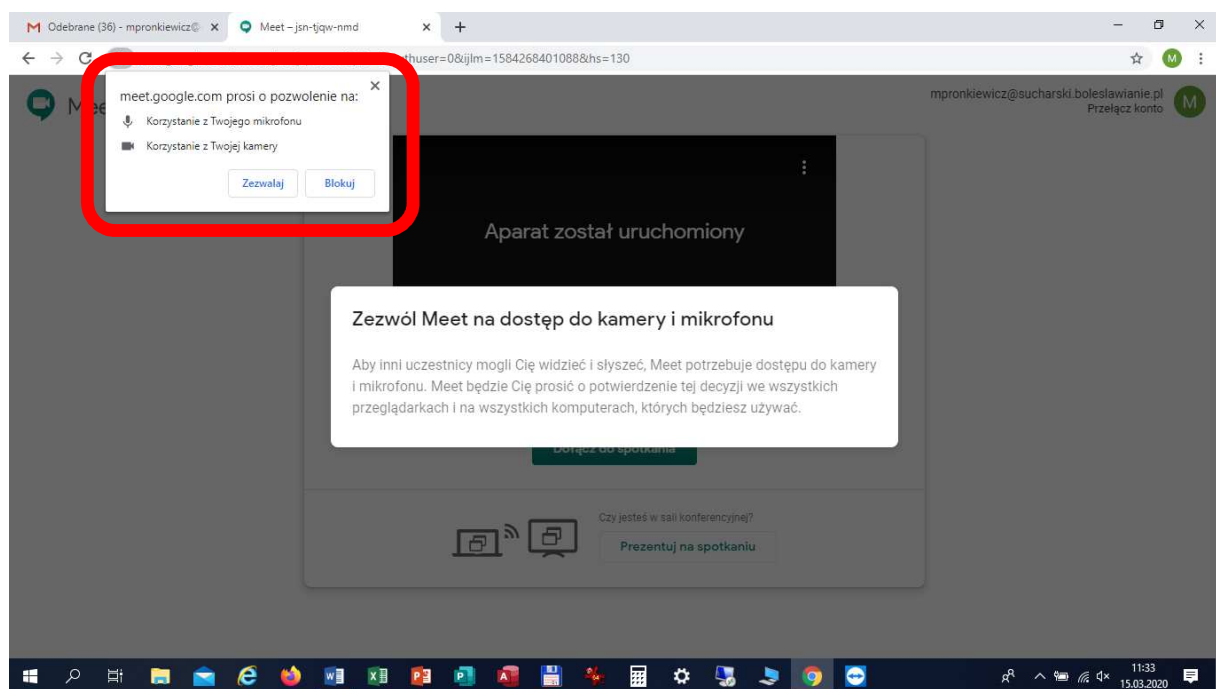 Odebrane (36) - mpronkiewicz@
Meet – jsn-tjqw-nmd
thuser=0&ijlm=1584268401088&hs=130
M
meet.google.com prosi o pozwolenie na:
Korzystanie z Twojego mikrofonu
Korzystanie z Twojej kamery
Zezwalaj Blokuj
mpronkiewicz@sucharski.boleslawianie.pl
Przełącz konto
M
Aparat został uruchomiony
Zezwól Meet na dostęp do kamery i mikrofonu
Aby inni uczestnicy mogli Cię widzieć i słyszeć, Meet potrzebuje dostępu do kamery
i mikrofonu. Meet będzie Cię prosić o potwierdzenie tej decyzji we wszystkich
przeglądarkach i na wszystkich komputerach, których będziesz używać.
Dołącz do spotkania
Czy jesteś w sali konferencyjnej?
Prezentuj na spotkaniu
11:33
15.03.2020